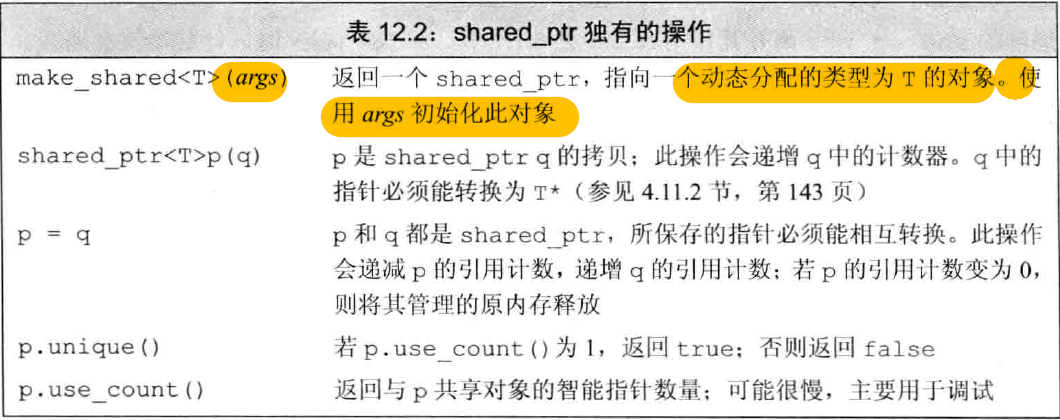 表 12.2：shared_ptr 独有的操作
make_shared<T>(args) 返回一个 shared_ptr，指向一个动态分配的类型为 T 的对象。使
用 args 初始化此对象
shared_ptr<T>p(q) p 是 shared_ptr q 的拷贝；此操作会递增 q 中的计数器。q 中的
指针必须能转换为 T*（参见 4.11.2 节，第 143 页）
p = q p 和 q 都是 shared_ptr，所保存的指针必须能相互转换。此操作
会递减 p 的引用计数，递增 q 的引用计数；若 p 的引用计数变为 0，
则将其管理的原内存释放
p.unique() 若 p.use_count()为 1，返回 true；否则返回 false
p.use_count() 返回与 p 共享对象的智能指针数量；可能很慢，主要用于调试